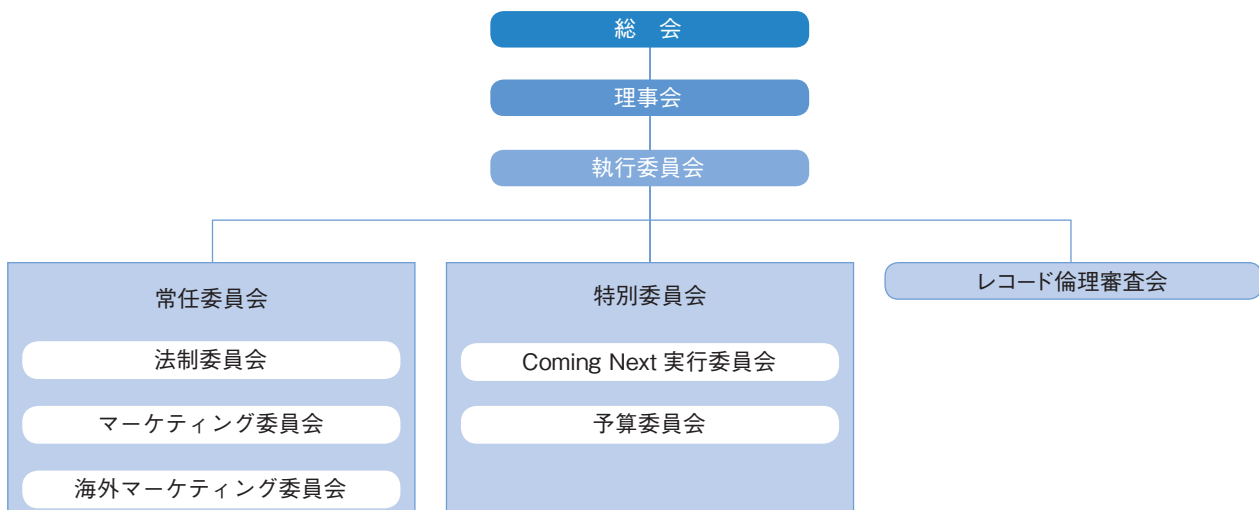 総　会
理事会
執行委員会
常任委員会
法制委員会
マーケティング委員会
海外マーケティング委員会
特別委員会
Coming Next 実行委員会
予算委員会
レコード倫理審査会